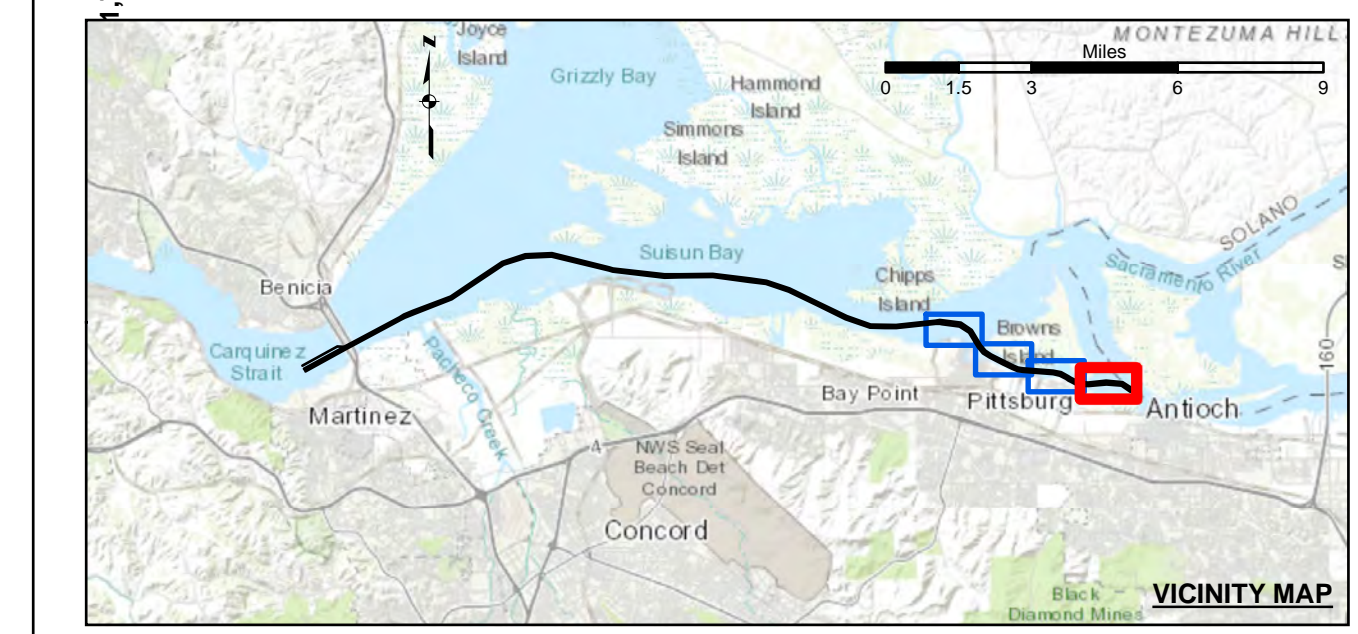 Joyce
Island
N
Grizzly Bay
Hammond
Island
Simmons
Island
MONTEZUMA HILL
Miles
0 1.5 3 6 9
SOLANO
Sacramento River
Suisun Bay
Chipps
Island
Benicia
Browns
Island
Carquinez
Strait
Pacheco Creek
160
Bay Point
Pittsburg
Antioch
Martinez
4
NWS Seal
Beach Det
Concord
Concord
Black
Diamond Mines
VICINITY MAP